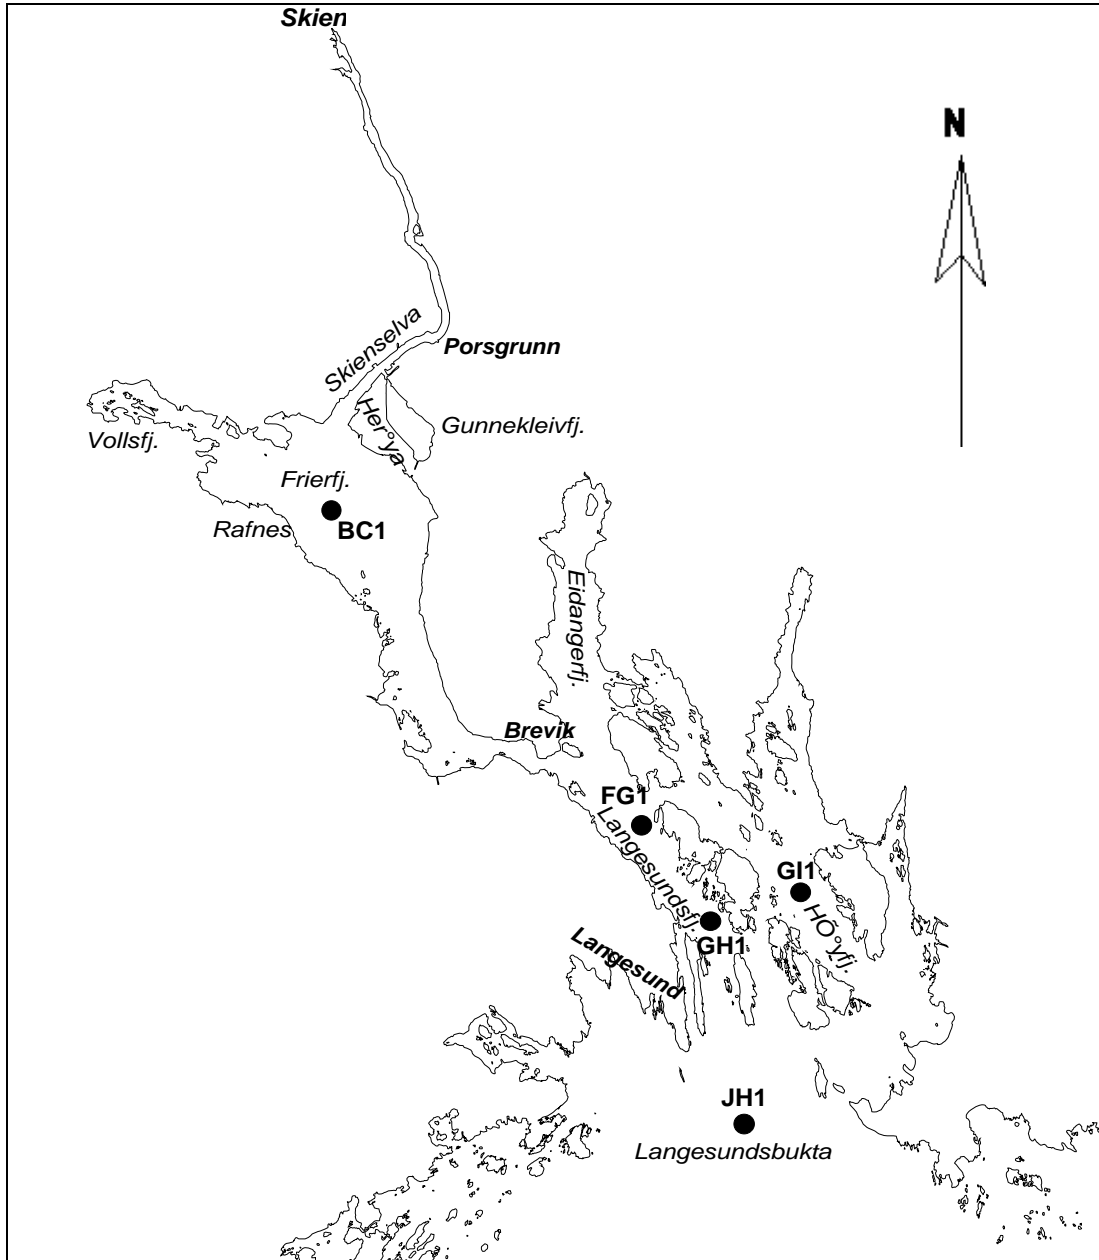 Skien
N
Skienselva
Porsgrunn
Her°ya
Gunnekleivfj.
Vollsfj.
Frierfj.
Rafnes
BC1
Eidangerfj.
Brevik
FG1
Langesundsfj.
GI1
HÕ°yfj.
GH1
Langesund
JH1
Langesundsbukta